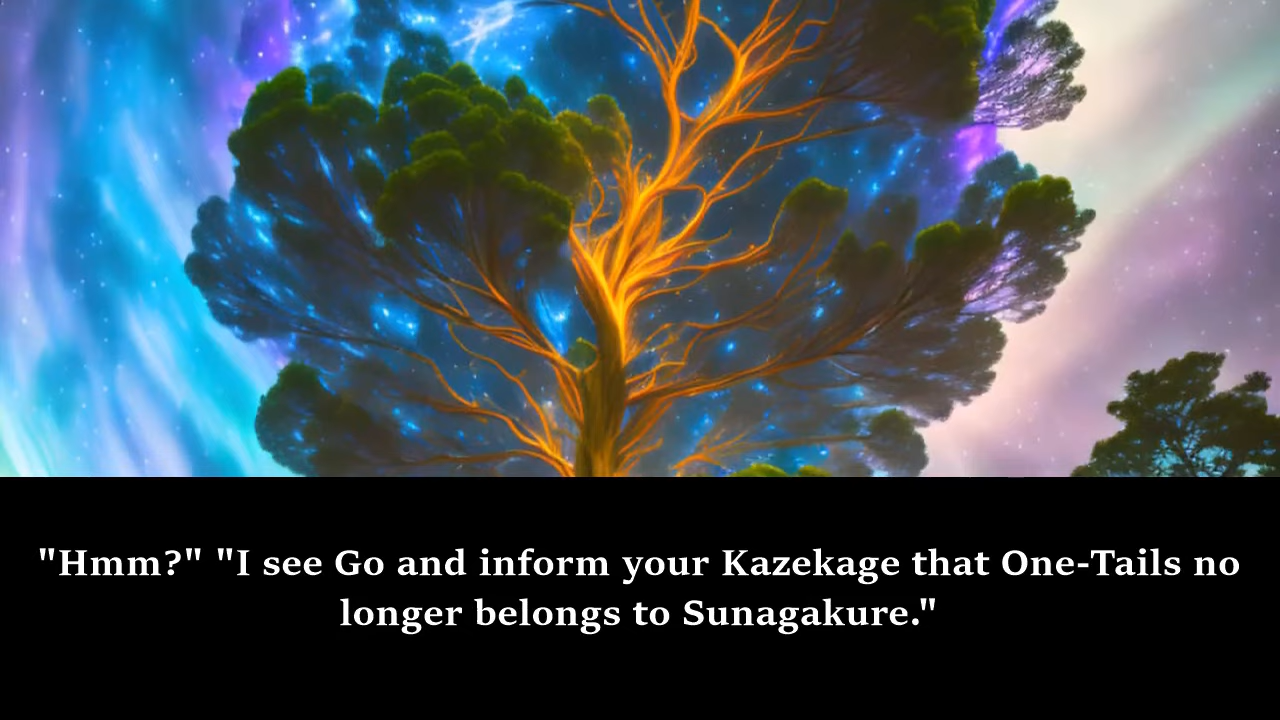 "Hmm?" "I see Go and inform your Kazekage that One-Tails no
longer belongs to Sunagakure."